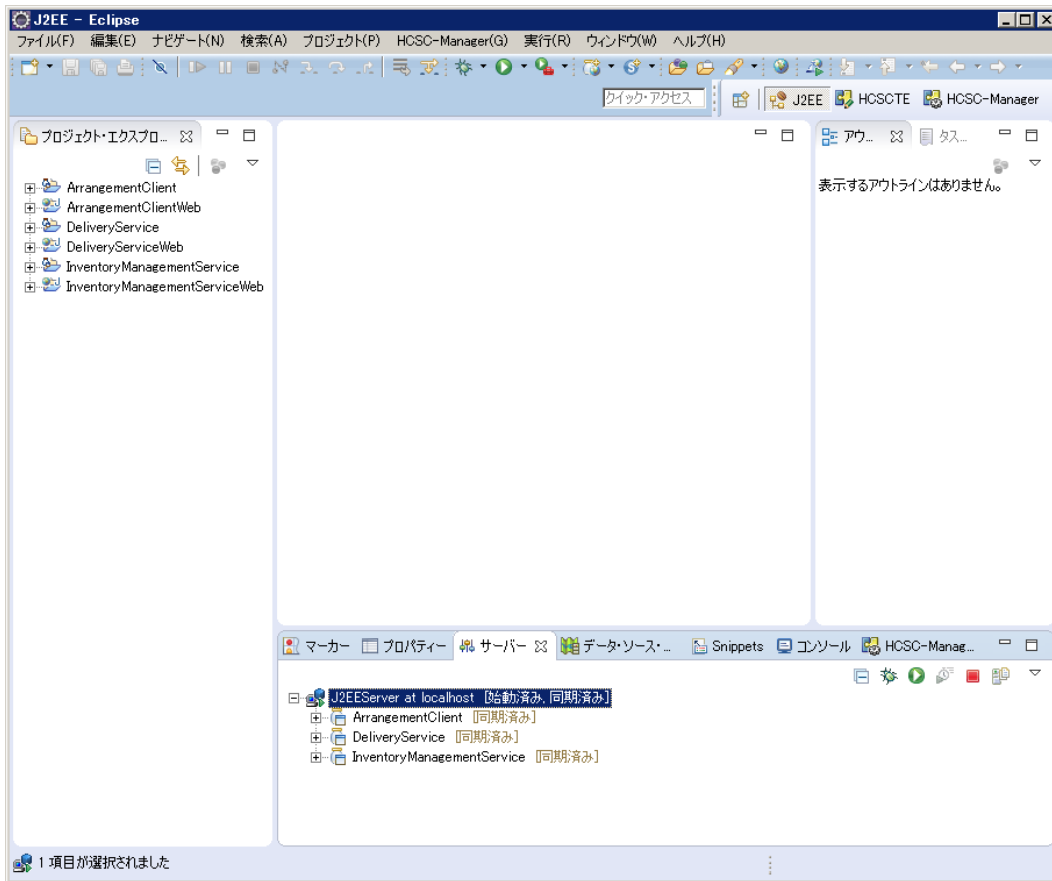 J2EE - Eclipse
ファイル(F) 編集(E) ナビゲート(N) 検索(A) プロジェクト(P) HCSC-Manager(G) 実行(R) ウィンドウ(W) ヘルプ(H)
クイック・アクセス J2EE HCSCTE HCSC-Manager
プロジェクト・エクスプロ...
ArrangementClient
ArrangementClientWeb
DeliveryService
DeliveryServiceWeb
InventoryManagementService
InventoryManagementServiceWeb
アウ... タス...
表示するアウトラインはありません。
マーカー プロパティー サーバー データ・ソース・... Snippets コンソール HCSC-Manag...
J2EEServer at localhost [始動済み, 同期済み]
ArrangementClient [同期済み]
DeliveryService [同期済み]
InventoryManagementService [同期済み]
1 項目が選択されました